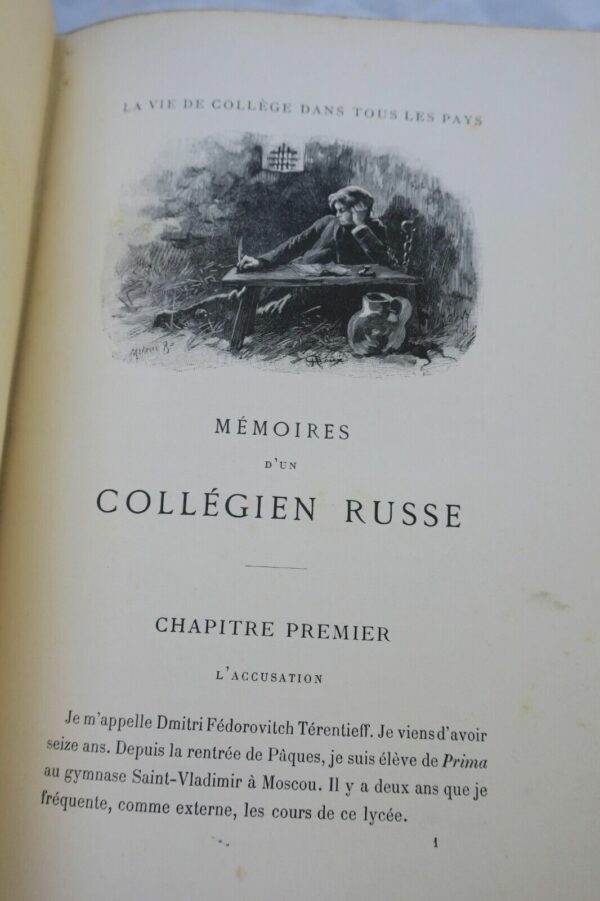 LA VIE DE COLLÈGE DANS TOUS LES PAYS
MÉMOIRES
D'UN
COLLÉGIEN RUSSE
CHAPITRE PREMIER
L'ACCUSATION
Je m'appelle Dmitri Fédorovitch Térentieff. Je viens d'avoir
seize ans. Depuis la rentrée de Pâques, je suis élève de Prima
au gymnase Saint-Vladimir à Moscou. Il y a deux ans que je
fréquente, comme externe, les cours de ce lycée.
1